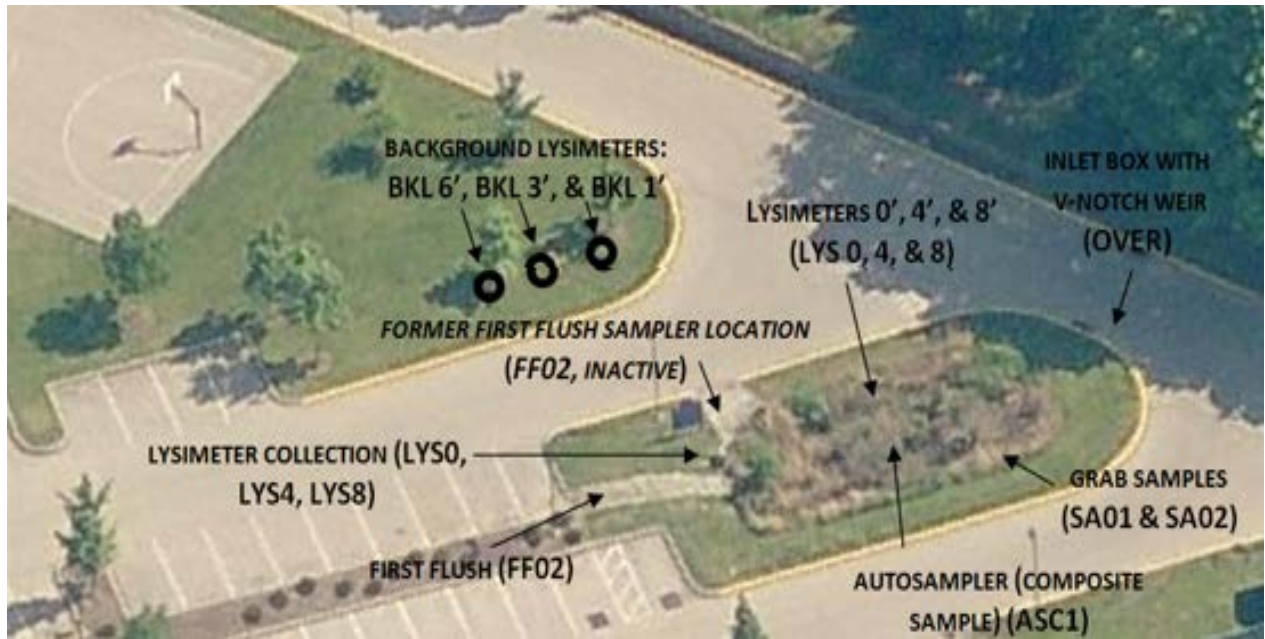 BACKGROUND LYSIMETERS:
BKL 6’, BKL 3’, & BKL 1’
LYSIMETERS 0’, 4’, & 8’
(LYS 0, 4, & 8)
INLET BOX WITH
V-NOTCH WEIR
(OVER)
FORMER FIRST FLUSH SAMPLER LOCATION
(FF02, INACTIVE)
LYSIMETER COLLECTION (LYS0,
LYS4, LYS8)
GRAB SAMPLES
(SA01 & SA02)
FIRST FLUSH (FF02)
AUTOSAMPLER (COMPOSITE
SAMPLE) (ASC1)